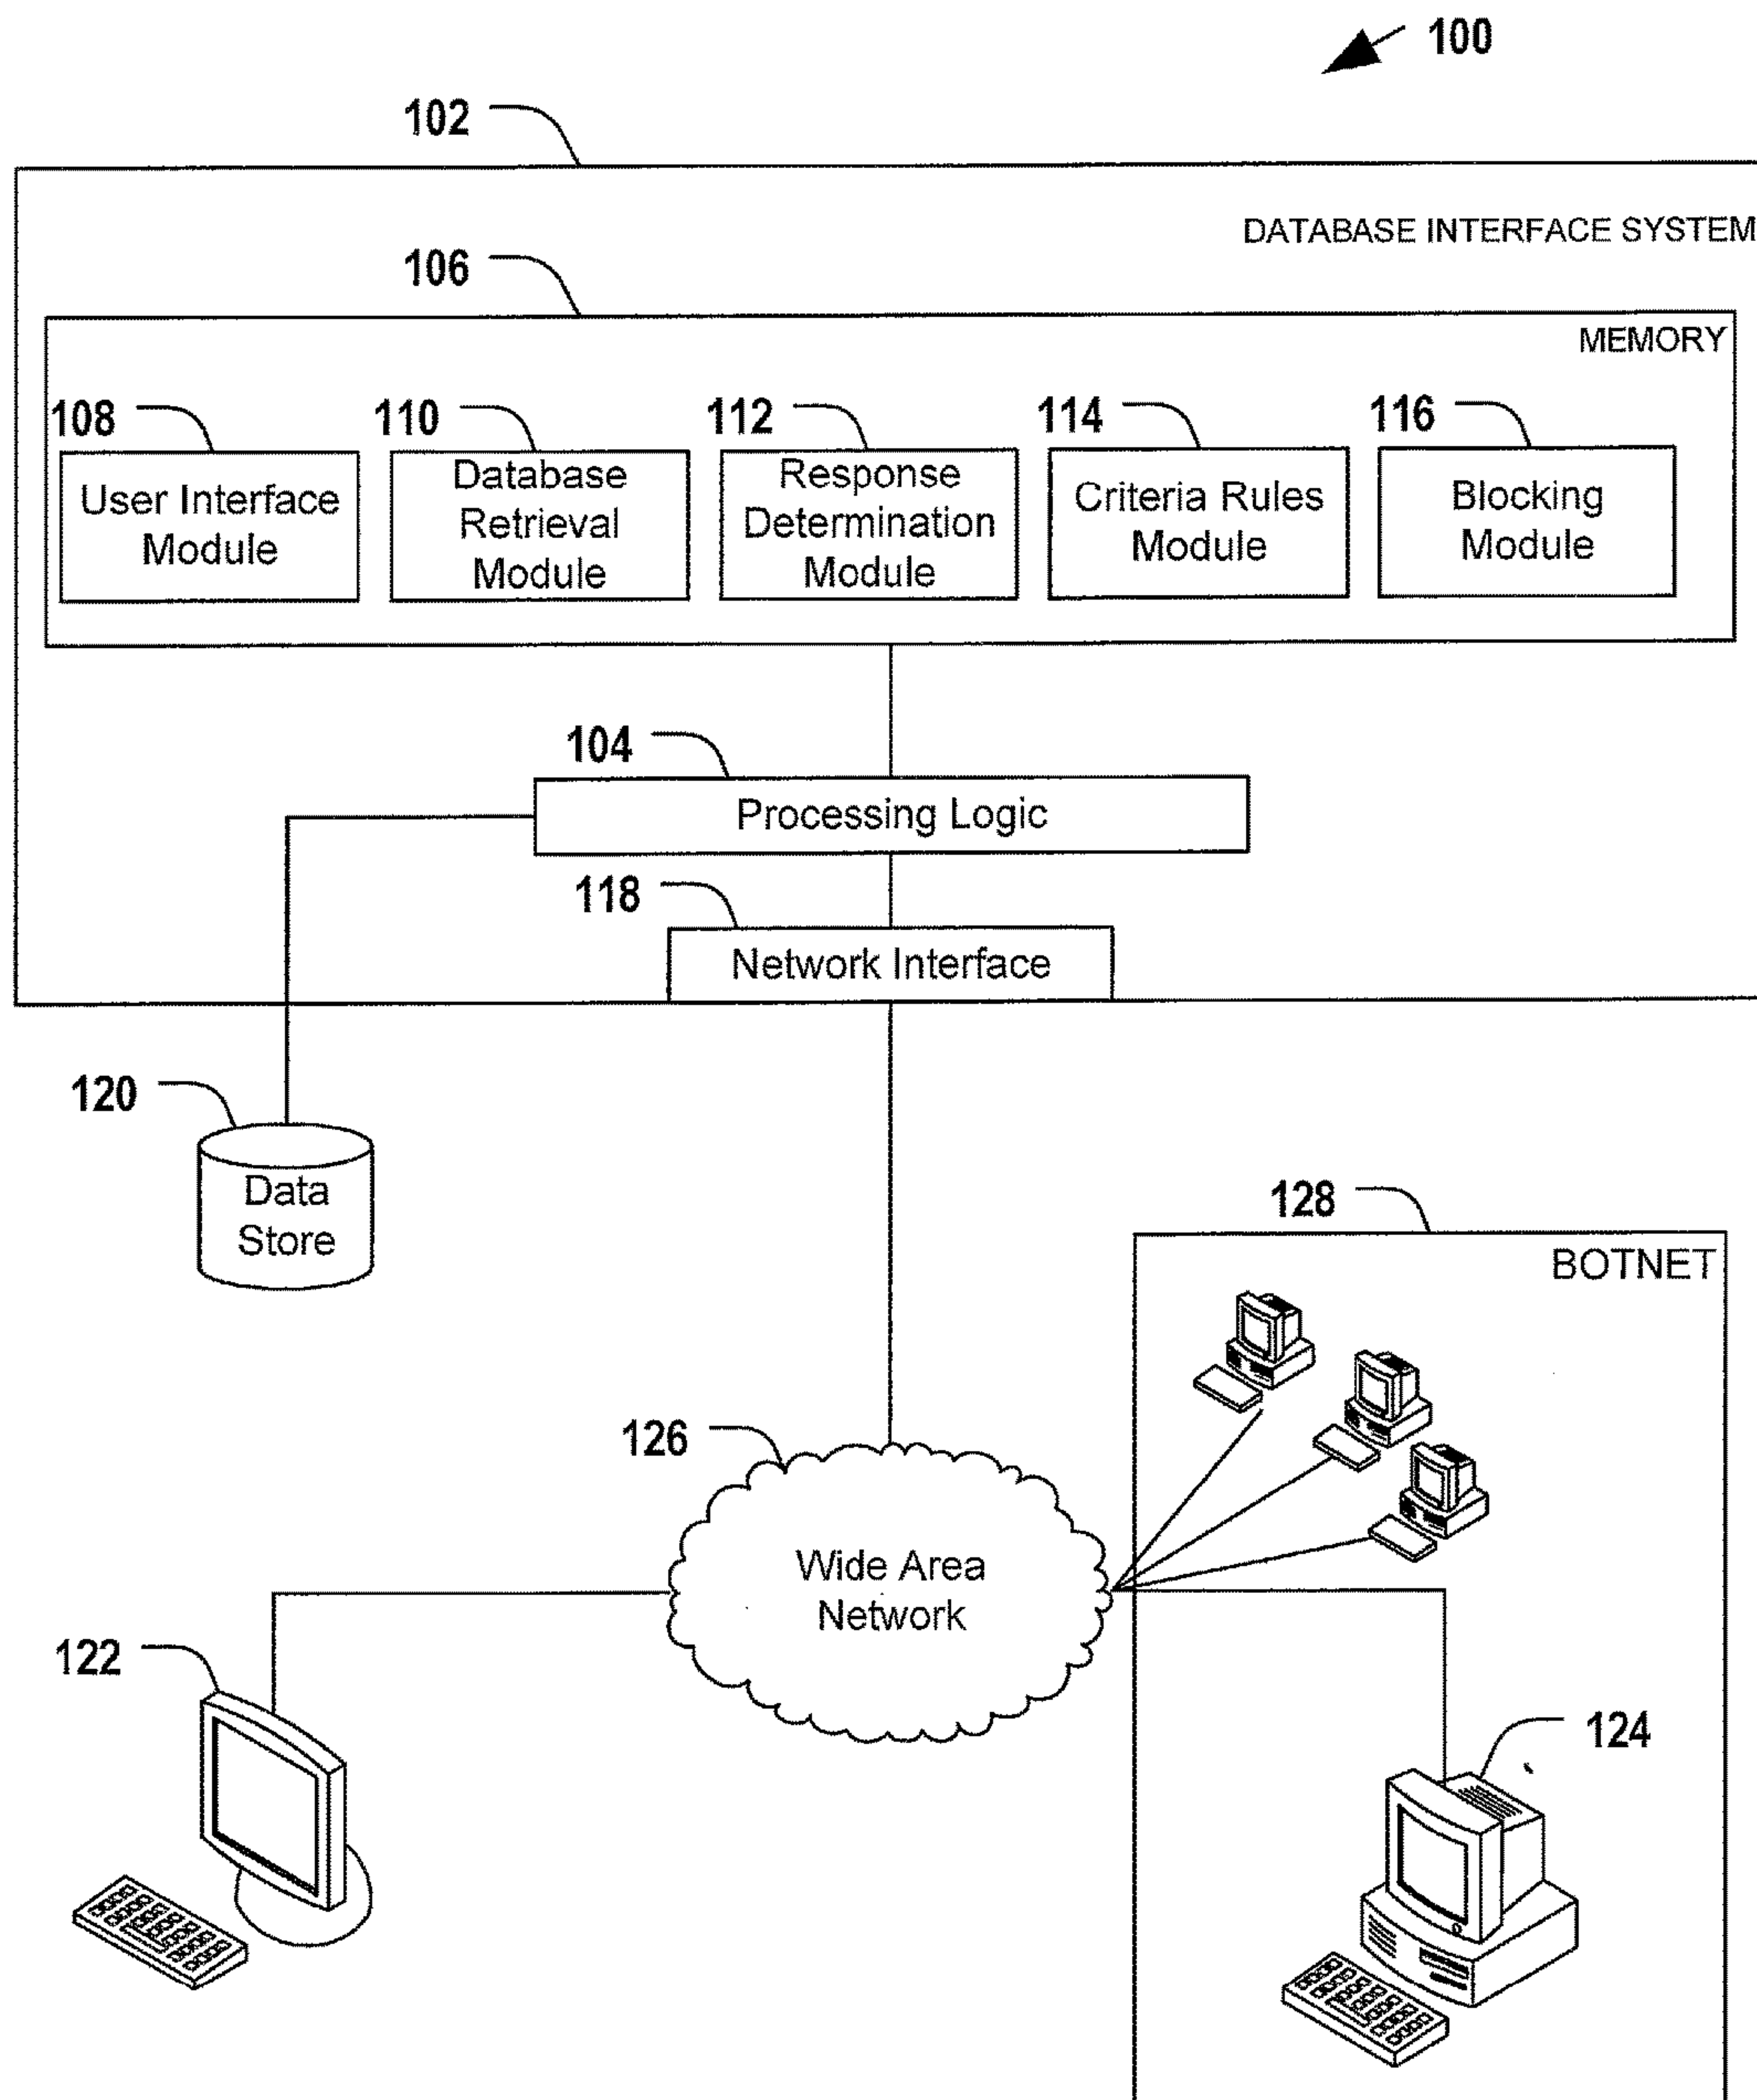 100
102
DATABASE INTERFACE SYSTEM
106
MEMORY
108
110
112
114
116
User Interface
Module
Database
Retrieval
Module
Response
Determination
Module
Criteria Rules
Module
Blocking
Module
104
Processing Logic
118
Network Interface
120
Data
Store
128
BOTNET
126
Wide Area
Network
122
124